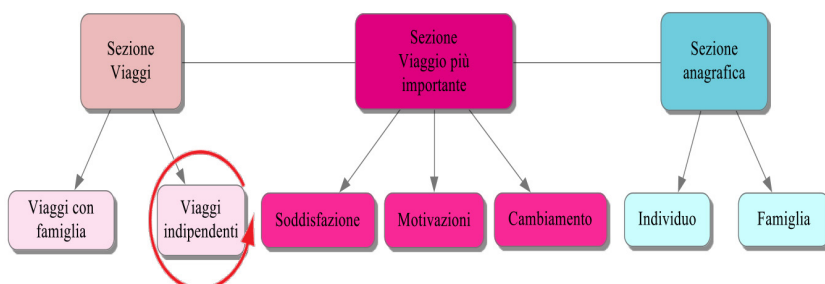 Sezione
Viaggi
Sezione
Viaggio più
importante
Sezione
anagrafica
Viaggi con
famiglia
Viaggi
indipendenti
Soddisfazione
Motivazioni
Cambiamento
Individuo
Famiglia